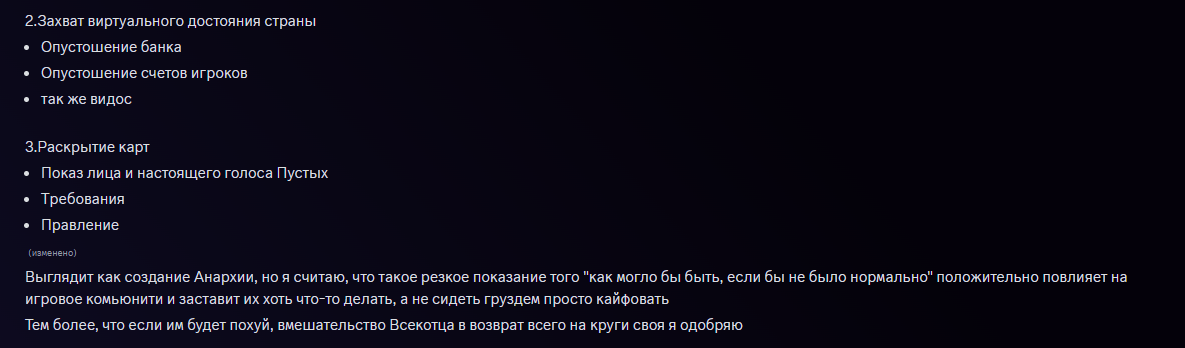 2.Захват виртуального достояния страны
• Опустошение банка
• Опустошение счетов игроков
• так же видос
3.Раскрытие карт
• Показ лица и настоящего голоса Пустых
• Требования
• Правление
(изменено)
Выглядит как создание Анархии, но я считаю, что такое резкое показание того "как могло бы быть, если бы не было нормально" положительно повлияет на
игровое комьюнити и заставит их хоть что-то делать, а не сидеть груздем просто кайфовать
Тем более, что если им будет похуй, вмешательство Всекотца в возврат всего на круги своя я одобряю